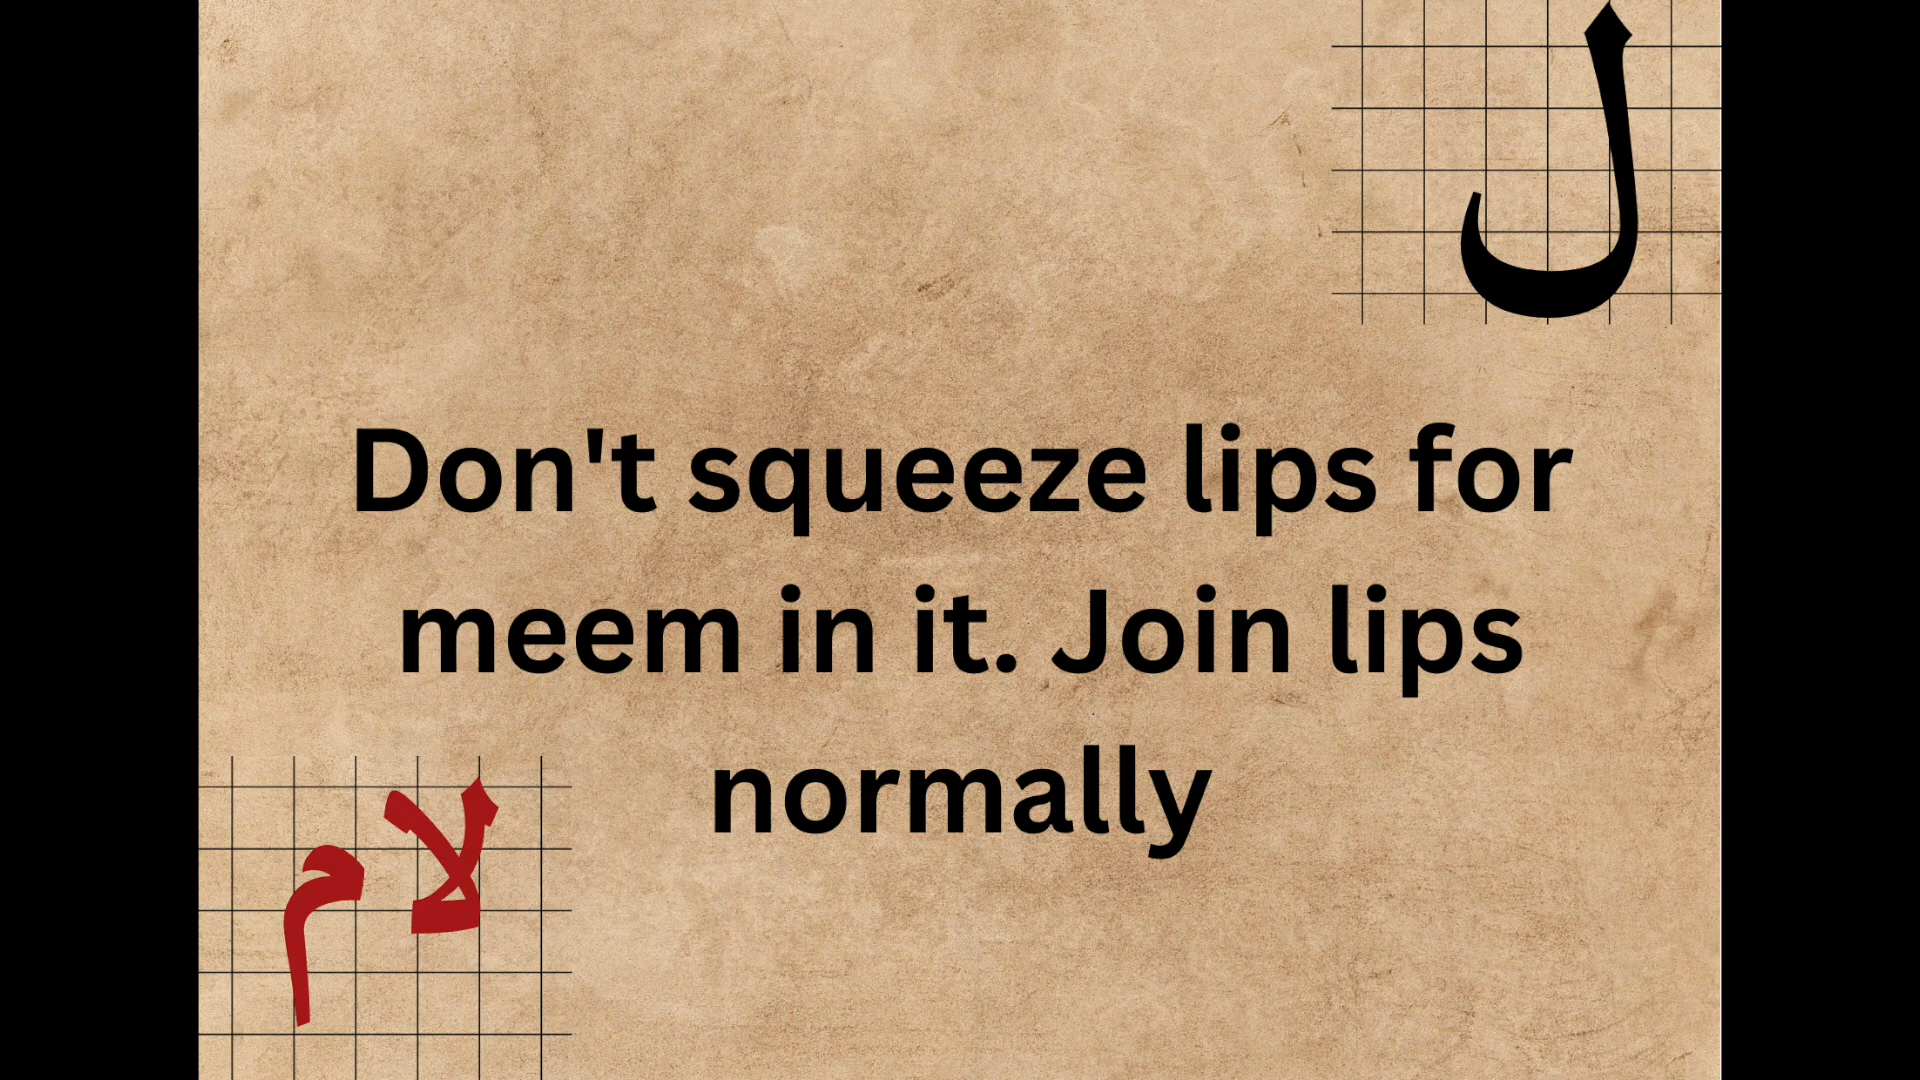 ل
Don't squeeze lips for
meem in it. Join lips
normally
لام